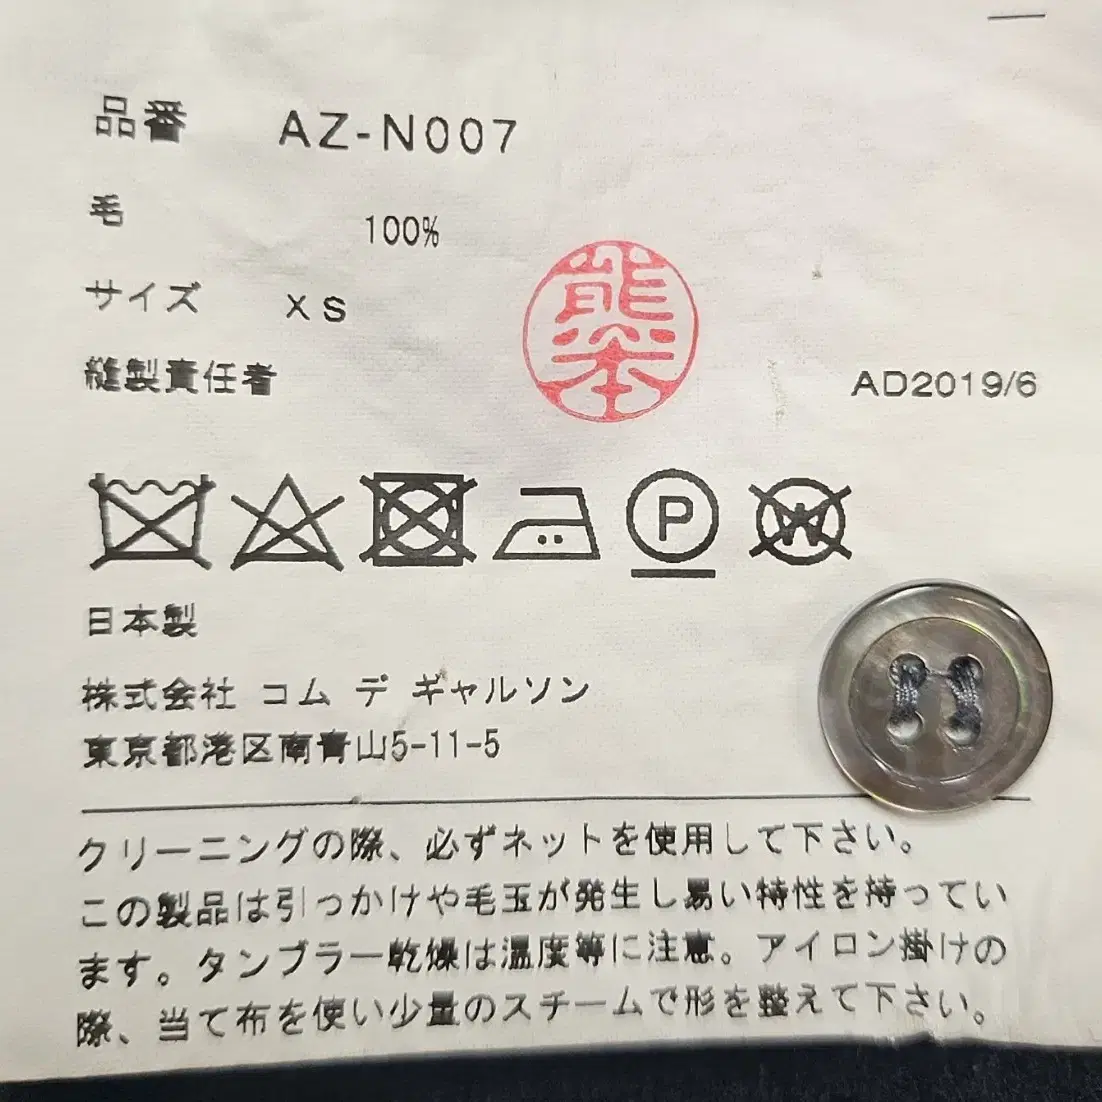 品番 AZ-N007
毛 100%
サイズ XS
縫製責任者
熊本
AD2019/6
P
W
日本製
株式会社 コム デ ギャルソン
東京都港区南青山5-11-5
クリーニングの際、必ずネットを使用して下さい。
この製品は引っかけや毛玉が発生し易い特性を持ってい
ます。タンブラー乾燥は温度等に注意。アイロン掛けの
際、当て布を使い少量のスチームで形を整えて下さい。